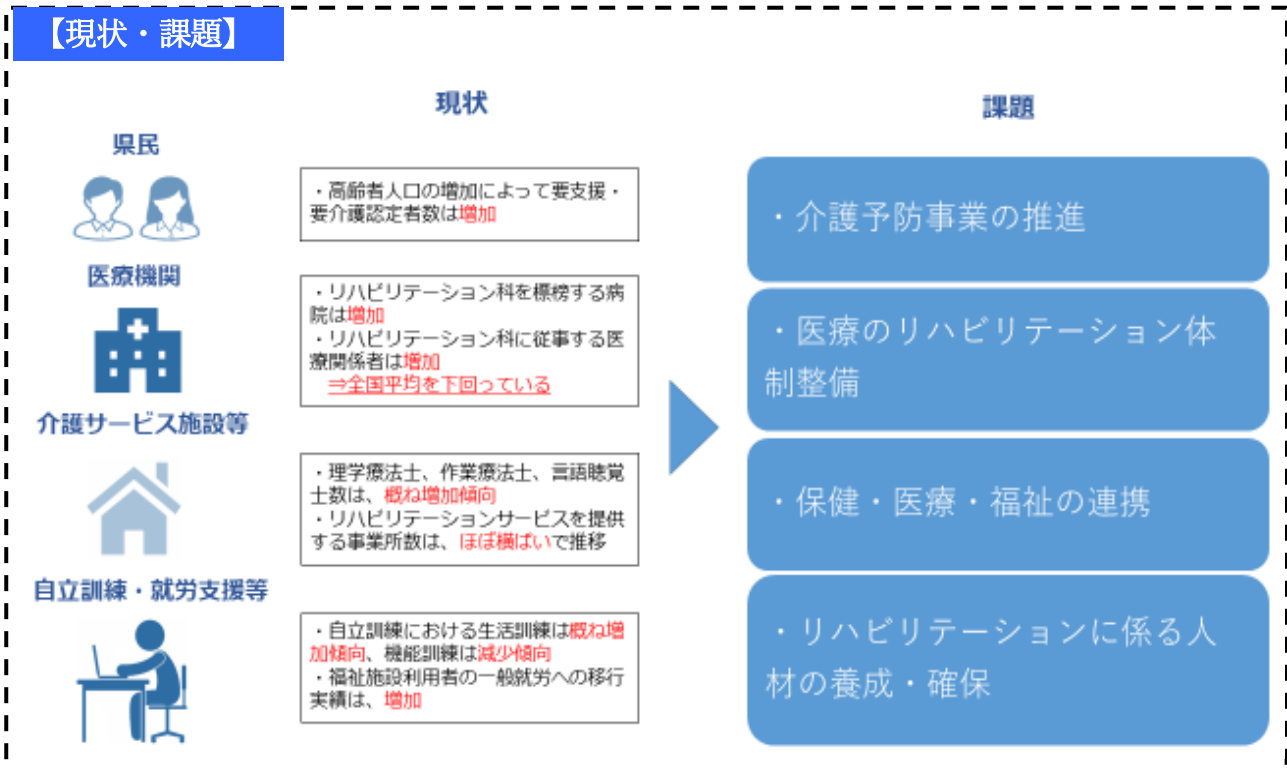 【現状・課題】
現状
課題
県民
・高齢者人口の増加によって要支援・
要介護認定者数は増加
・介護予防事業の推進
医療機関
・リハビリテーション科を標榜する病
院は増加
・リハビリテーション科に従事する医
療関係者は増加
⇒全国平均を下回っている
・医療のリハビリテーション体
制整備
介護サービス施設等
・理学療法士、作業療法士、言語聴覚
士数は、概ね増加傾向
・リハビリテーションサービスを提供
する事業所数は、ほぼ横ばいで推移
・保健・医療・福祉の連携
自立訓練・就労支援等
・自立訓練における生活訓練は概ね増
加傾向、機能訓練は減少傾向
・福祉施設利用者の一般就労への移行
実績は、増加
・リハビリテーションに係る人
材の養成・確保